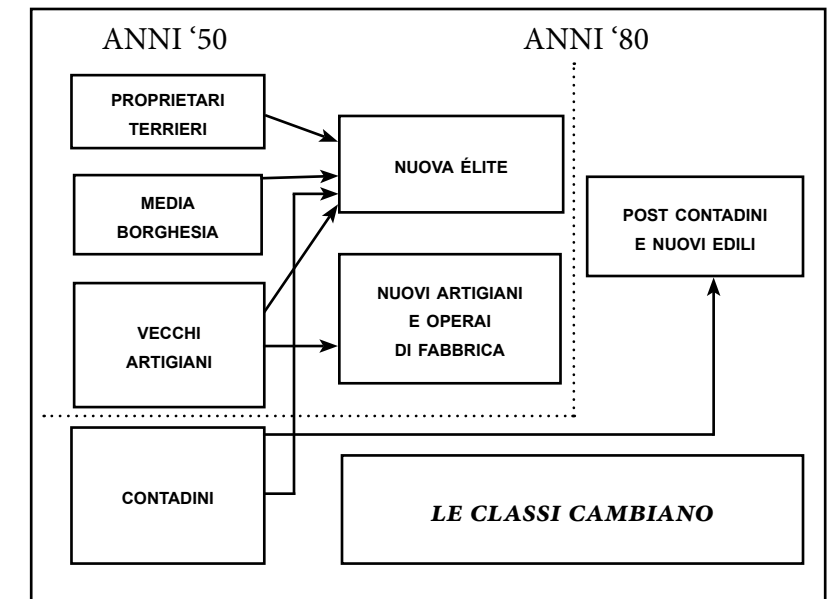 ANNI ‘50
ANNI ‘80
PROPRIETARI
TERRIERI
NUOVA ÉLITE
MEDIA
BORGHESIA
POST CONTADINI
E NUOVI EDILI
VECCHI
ARTIGIANI
NUOVI ARTIGIANI
E OPERAI
DI FABBRICA
CONTADINI
LE CLASSI CAMBIANO